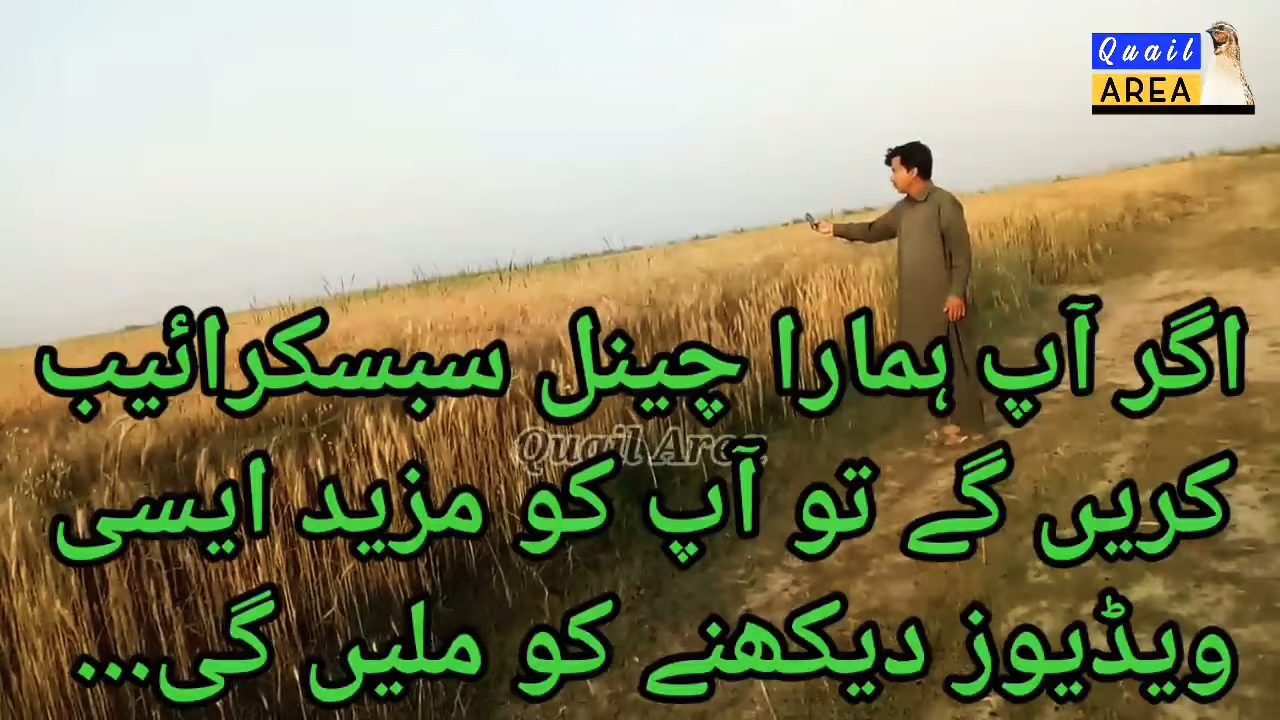 Quail
AREA
اگر آپ ہمارا چینل سبسکرائیب
Quail Area
کریں گے تو آپ کو مزید ایسی
ویڈیوز دیکھنے کو ملیں گی...